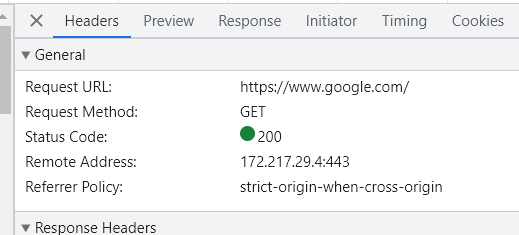 Headers Preview Response Initiator Timing Cookies
General
Request URL: https://www.google.com/
Request Method: GET
Status Code: 200
Remote Address: 172.217.29.4:443
Referrer Policy: strict-origin-when-cross-origin
Response Headers